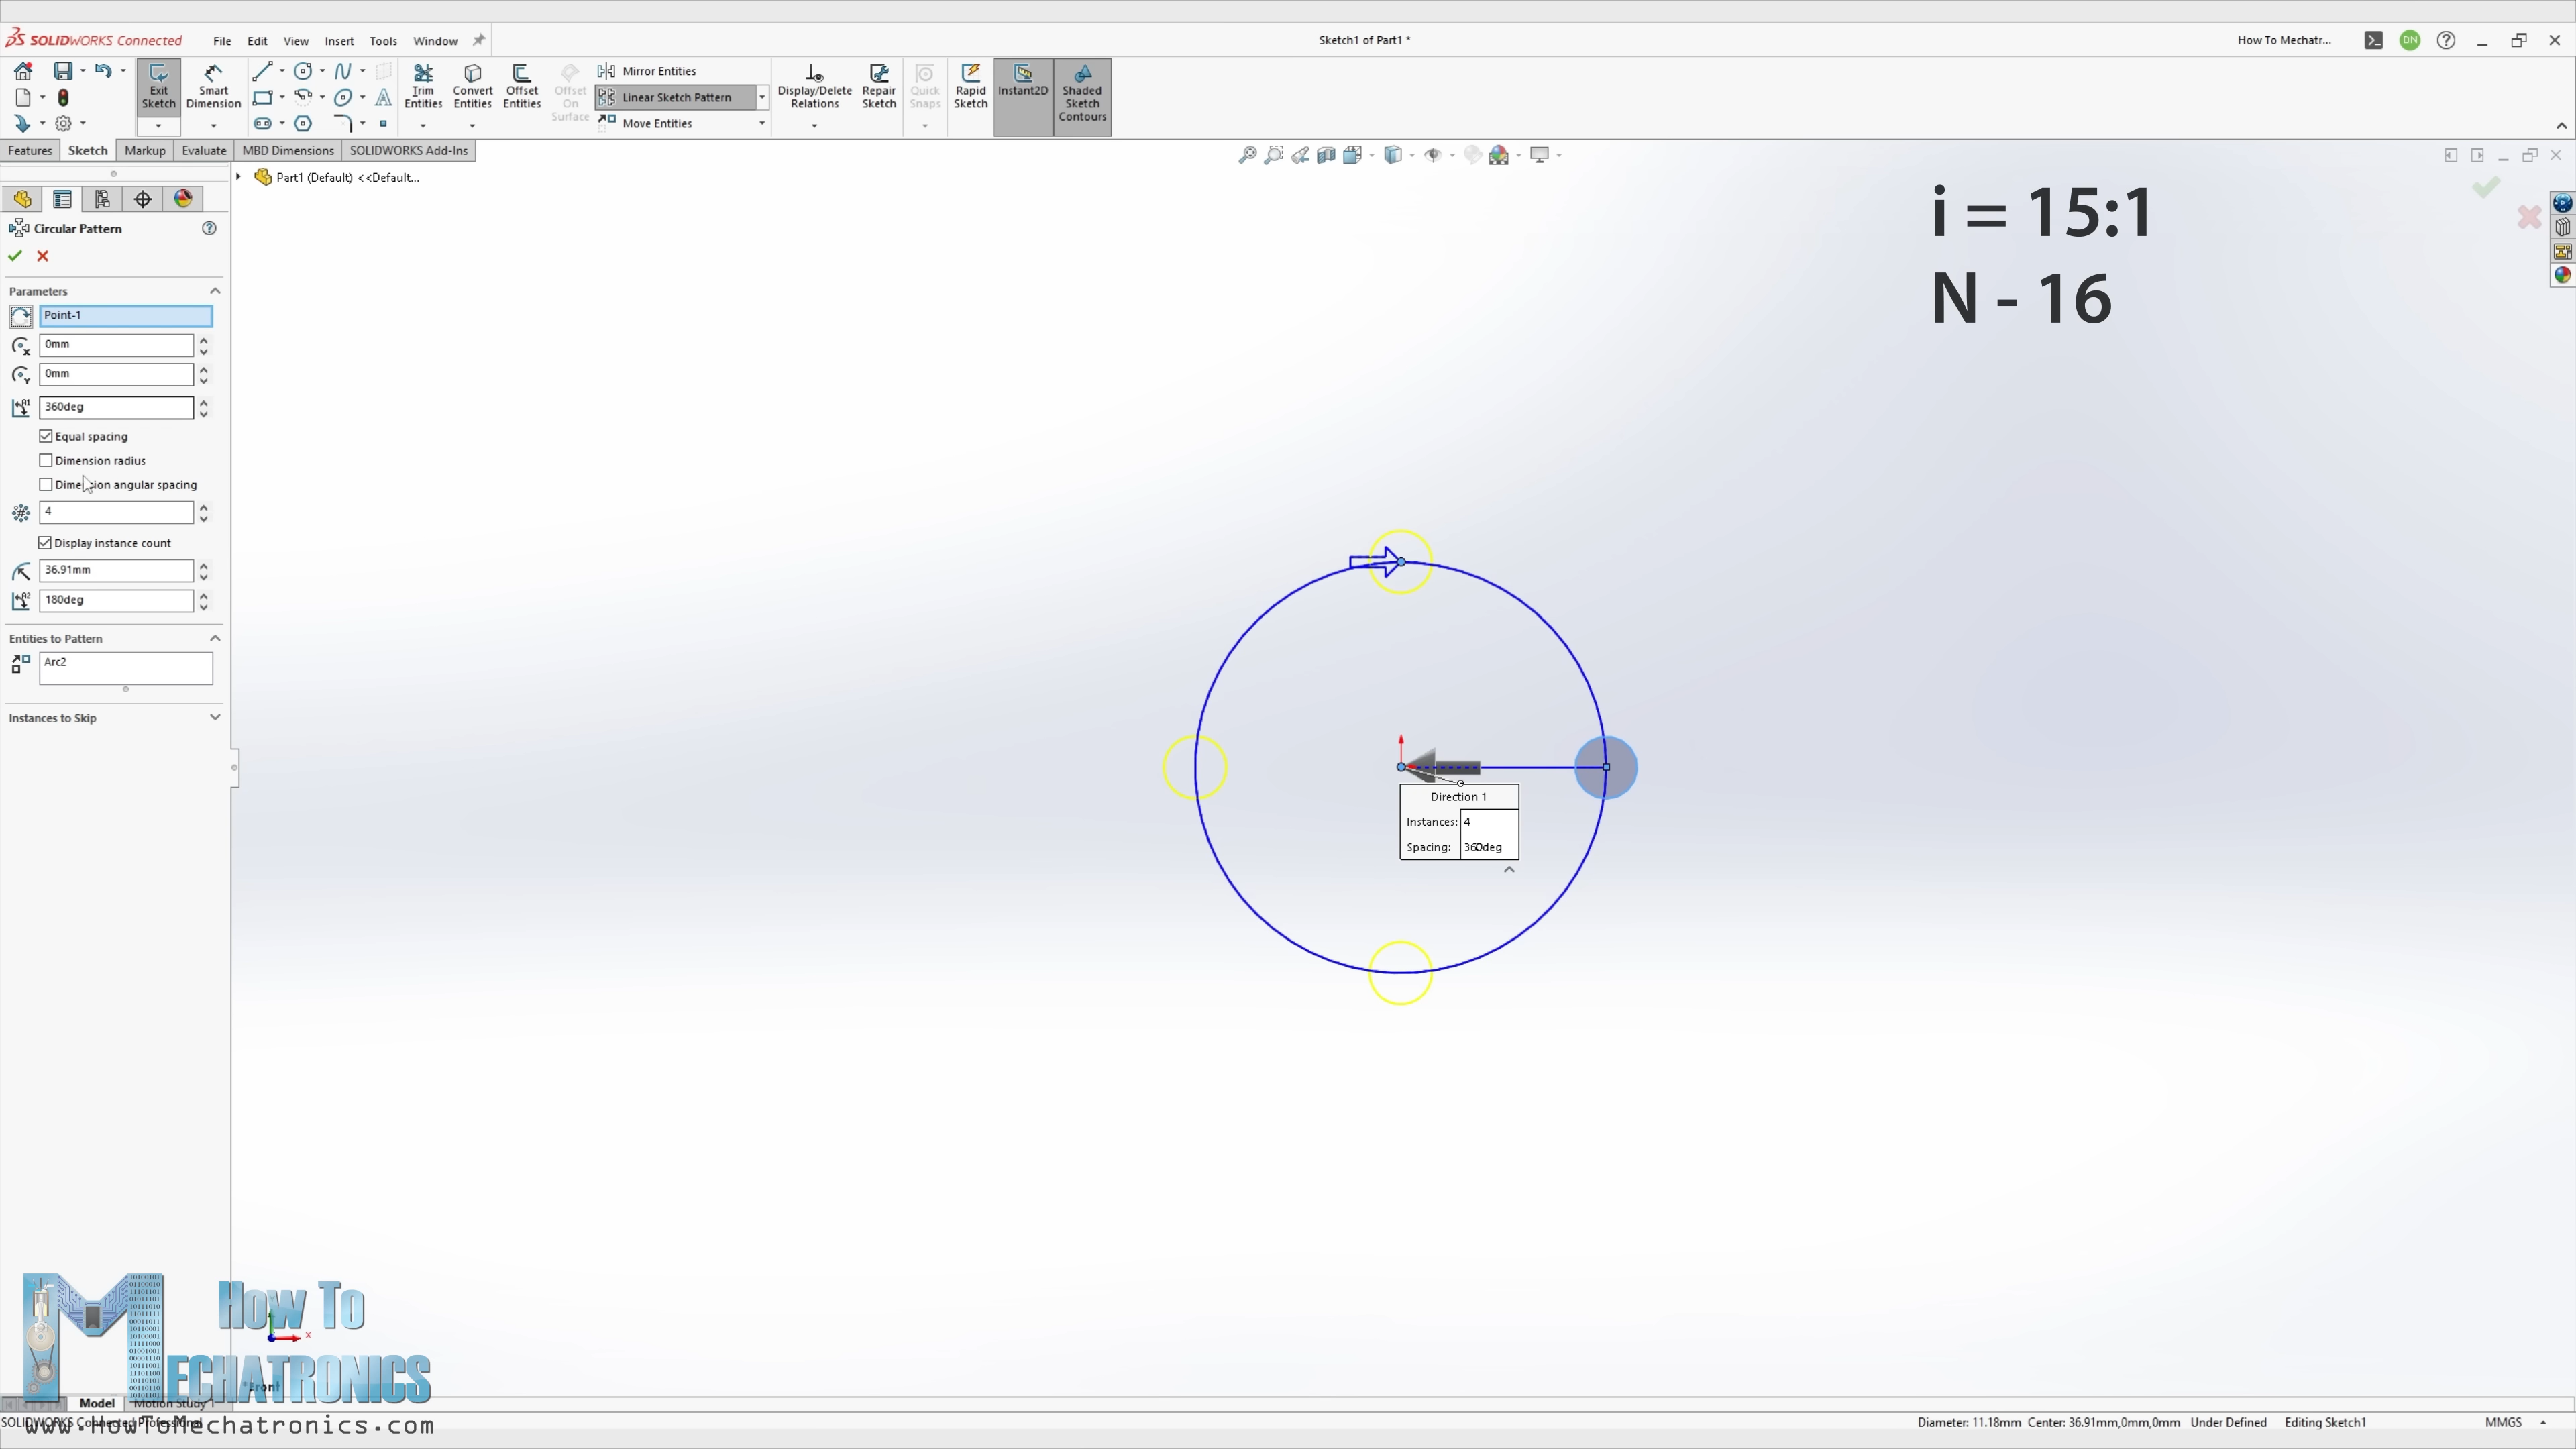 SOLIDWORKS Connected
File Edit View Insert Tools Window
Sketch1 of Part1 *
How To Mechatr...
DN
Exit Sketch
Smart Dimension
Trim Entities
Convert Entities
Offset Entities
Offset On Surface
Mirror Entities
Linear Sketch Pattern
Move Entities
Display/Delete Relations
Repair Sketch
Quick Snaps
Rapid Sketch
Instant2D
Shaded Sketch Contours
Features Sketch Markup Evaluate MBD Dimensions SOLIDWORKS Add-Ins
Part1 (Default) <<Default...
i = 15:1
N - 16
Circular Pattern
Parameters
Point-1
0mm
0mm
360deg
Equal spacing
Dimension radius
Dimension angular spacing
4
Display instance count
36.91mm
180deg
Entities to Pattern
Arc2
Instances to Skip
Direction 1
Instances: 4
Spacing: 360deg
How To
MECHATRONICS
x
Model Motion Study 1
www.HowToMechatronics.com
Diameter: 11.18mm Center: 36.91mm,0mm,0mm Under Defined Editing Sketch1 MMGS